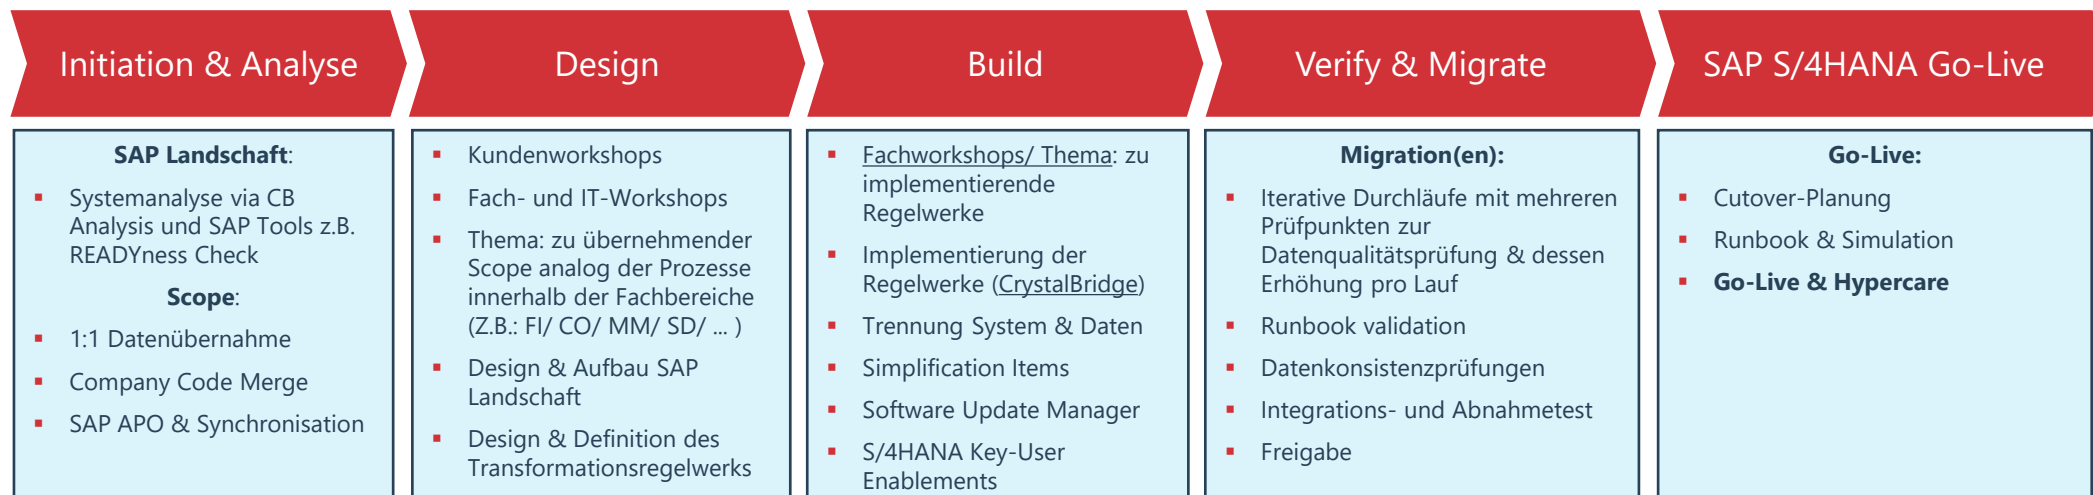 Initiation & Analyse
Design
Build
Verify & Migrate
SAP S/4HANA Go-Live
SAP Landschaft:
Systemanalyse via CB
Analysis und SAP Tools z.B.
READYness Check
Scope:
1:1 Datenübernahme
Company Code Merge
SAP APO & Synchronisation
Kundenworkshops
Fach- und IT-Workshops
Thema: zu übernehmender
Scope analog der Prozesse
innerhalb der Fachbereiche
(Z.B.: FI/ CO/ MM/ SD/ ... )
Design & Aufbau SAP
Landschaft
Design & Definition des
Transformationsregelwerks
Fachworkshops/ Thema: zu
implementierende
Regelwerke
Implementierung der
Regelwerke (CrystalBridge)
Trennung System & Daten
Simplification Items
Software Update Manager
S/4HANA Key-User
Enablements
Migration(en):
Iterative Durchläufe mit mehreren
Prüfpunkten zur
Datenqualitätsprüfung & dessen
Erhöhung pro Lauf
Runbook validation
Datenkonsistenzprüfungen
Integrations- und Abnahmetest
Freigabe
Go-Live:
Cutover-Planung
Runbook & Simulation
Go-Live & Hypercare